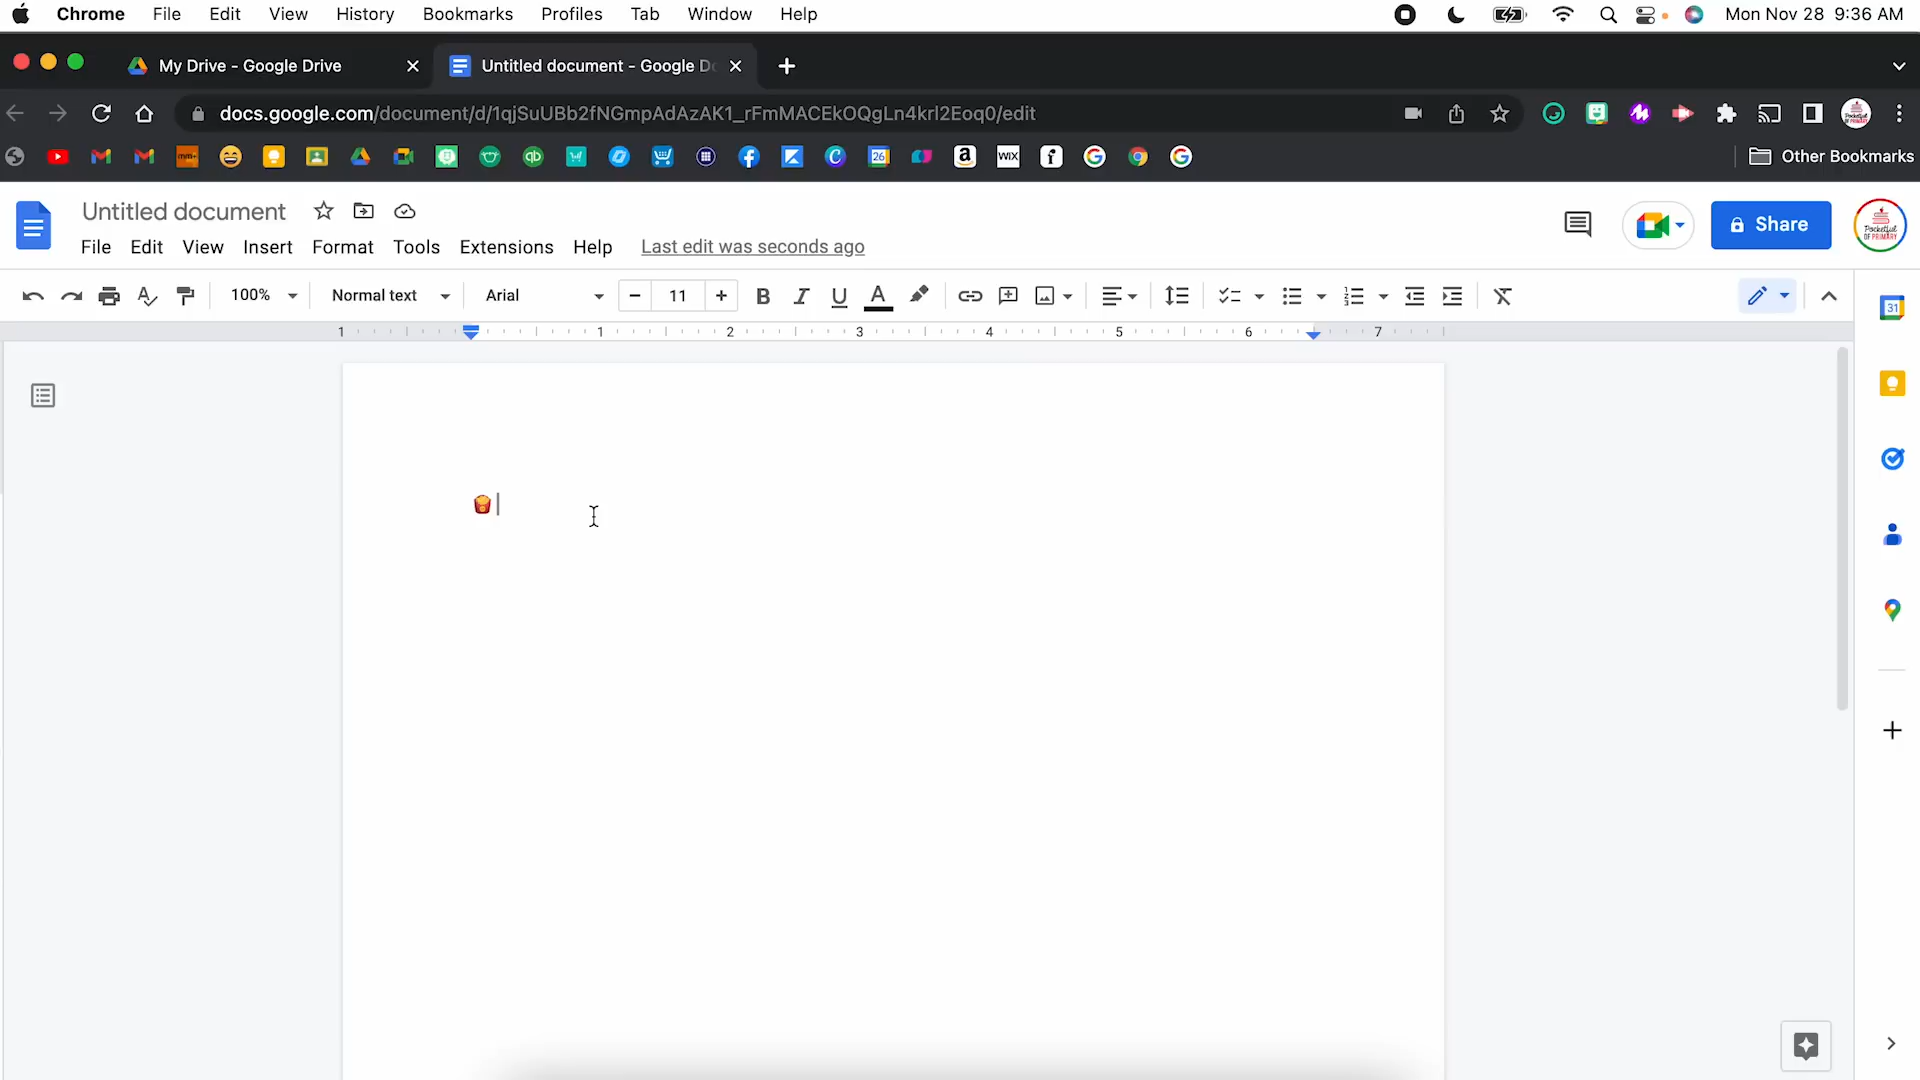 Chrome File Edit View History Bookmarks Profiles Tab Window Help Mon Nov 28 9:36 AM
My Drive - Google Drive Untitled document - Google Do
docs.google.com/document/d/1qjSuUBb2fNGmpAdAzAK1_rFmMACEkOQgLn4krl2Eoq0/edit
Other Bookmarks
Untitled document
File Edit View Insert Format Tools Extensions Help Last edit was seconds ago
Share
100% Normal text Arial 11
1 1 2 3 4 5 6 7